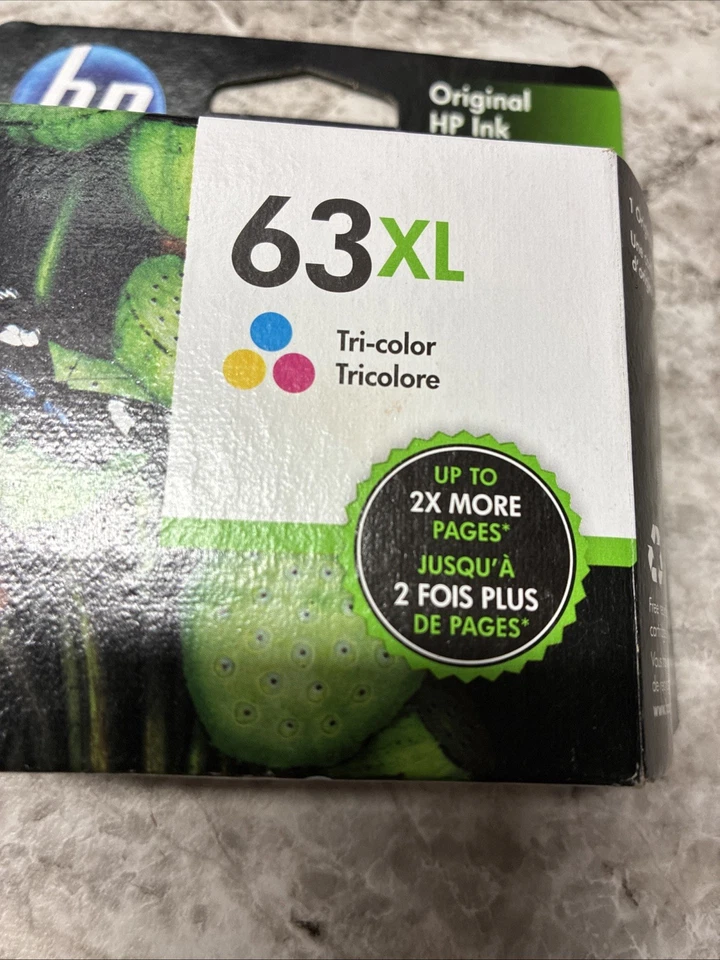 hp
Original
HP Ink
63XL
Tri-color
Tricolore
UP TO
2X MORE
PAGES*
JUSQU'À
2 FOIS PLUS
DE PAGES*